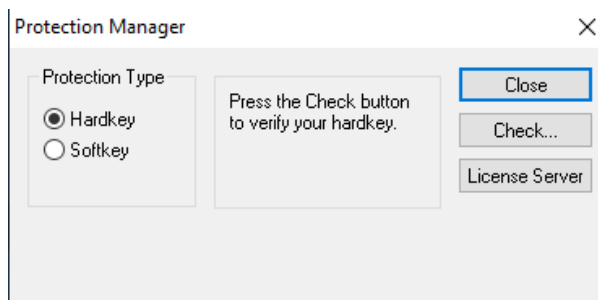 Protection Manager
Protection Type
Hardkey
Softkey
Press the Check button
to verify your hardkey.
Close
Check...
License Server